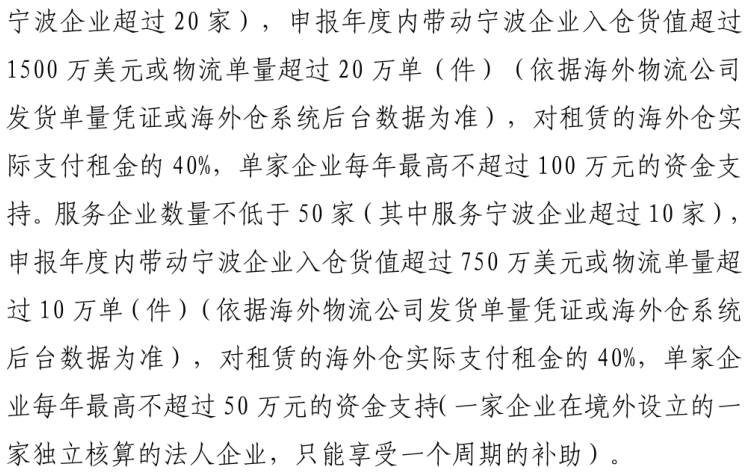 宁波企业超过 20 家），申报年度内带动宁波企业入仓货值超过
1500 万美元或物流单量超过 20 万单（件）（依据海外物流公司
发货单量凭证或海外仓系统后台数据为准），对租赁的海外仓实
际支付租金的 40%，单家企业每年最高不超过 100 万元的资金支
持。服务企业数量不低于 50 家（其中服务宁波企业超过 10 家），
申报年度内带动宁波企业入仓货值超过 750 万美元或物流单量超
过 10 万单（件）（依据海外物流公司发货单量凭证或海外仓系统
后台数据为准），对租赁的海外仓实际支付租金的 40%，单家企
业每年最高不超过 50 万元的资金支持（一家企业在境外设立的一
家独立核算的法人企业，只能享受一个周期的补助）。